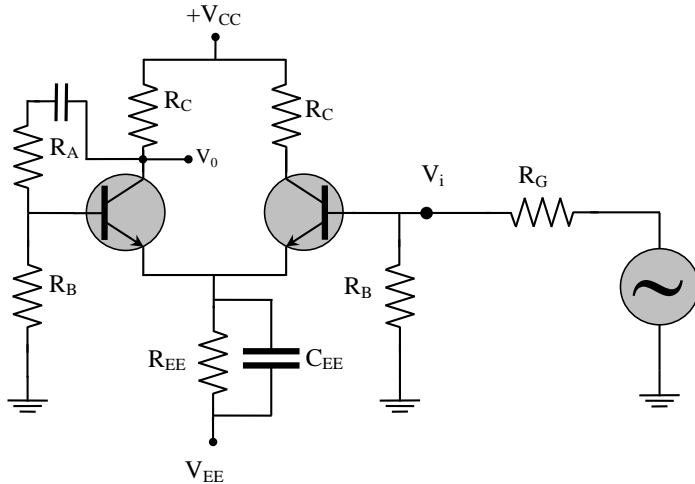 +V_CC
R_C
R_C
R_A
V_0
V_i
R_G
R_B
R_B
R_EE
C_EE
V_EE